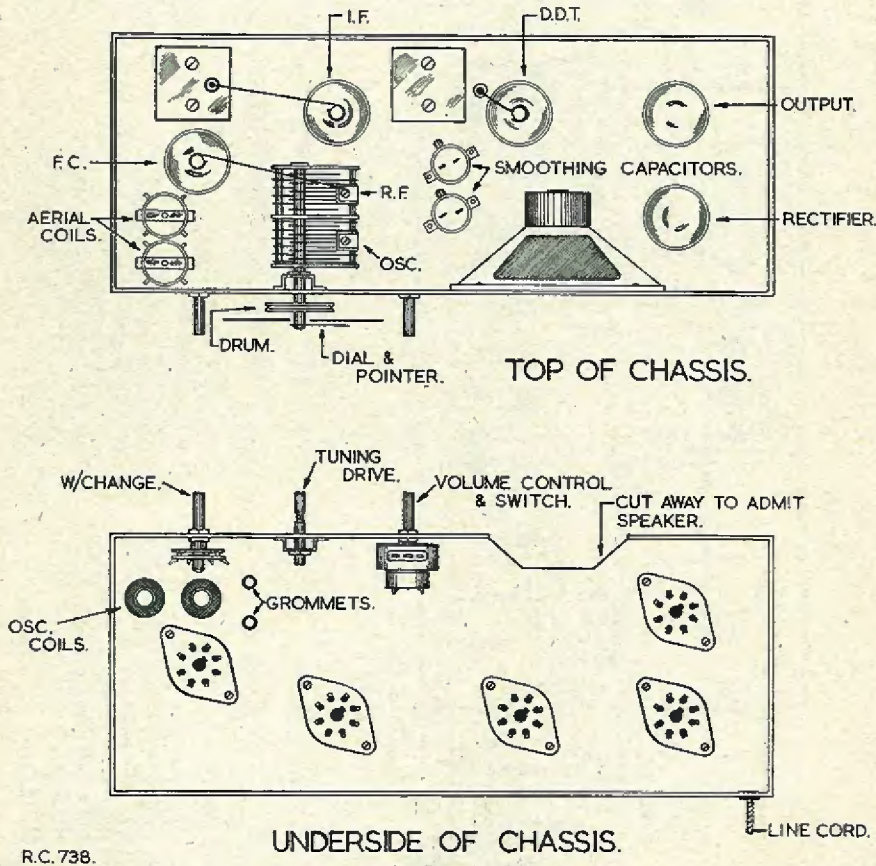 I.F.
D.D.T.
OUTPUT.
F.C.
SMOOTHING CAPACITORS.
R.F.
AERIAL
COILS.
RECTIFIER.
OSC.
DRUM.
DIAL &
POINTER.
TOP OF CHASSIS.
TUNING
DRIVE.
W/CHANGE.
VOLUME CONTROL
& SWITCH.
CUT AWAY TO ADMIT
SPEAKER.
GROMMETS.
OSC.
COILS.
LINE CORD.
UNDERSIDE OF CHASSIS.
R.C. 738.